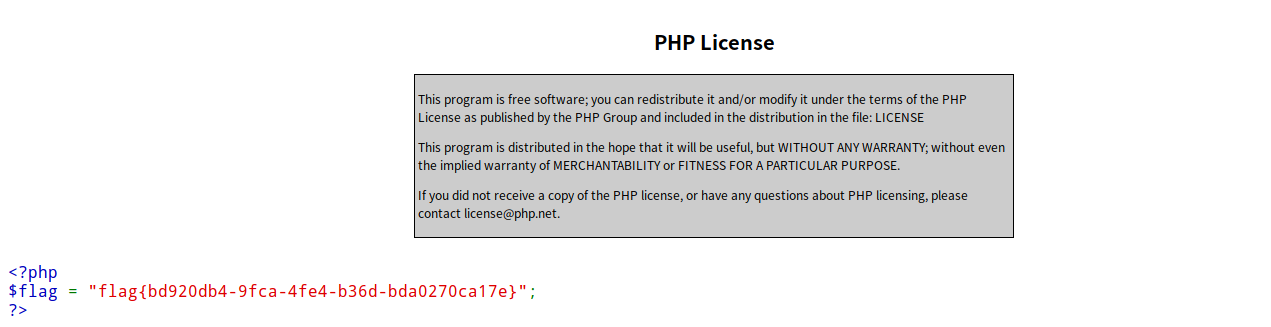 PHP License
This program is free software; you can redistribute it and/or modify it under the terms of the PHP
License as published by the PHP Group and included in the distribution in the file: LICENSE
This program is distributed in the hope that it will be useful, but WITHOUT ANY WARRANTY; without even
the implied warranty of MERCHANTABILITY or FITNESS FOR A PARTICULAR PURPOSE.
If you did not receive a copy of the PHP license, or have any questions about PHP licensing, please
contact license@php.net.
<?php
$flag = "flag{bd920db4-9fca-4fe4-b36d-bda0270ca17e}";
?>